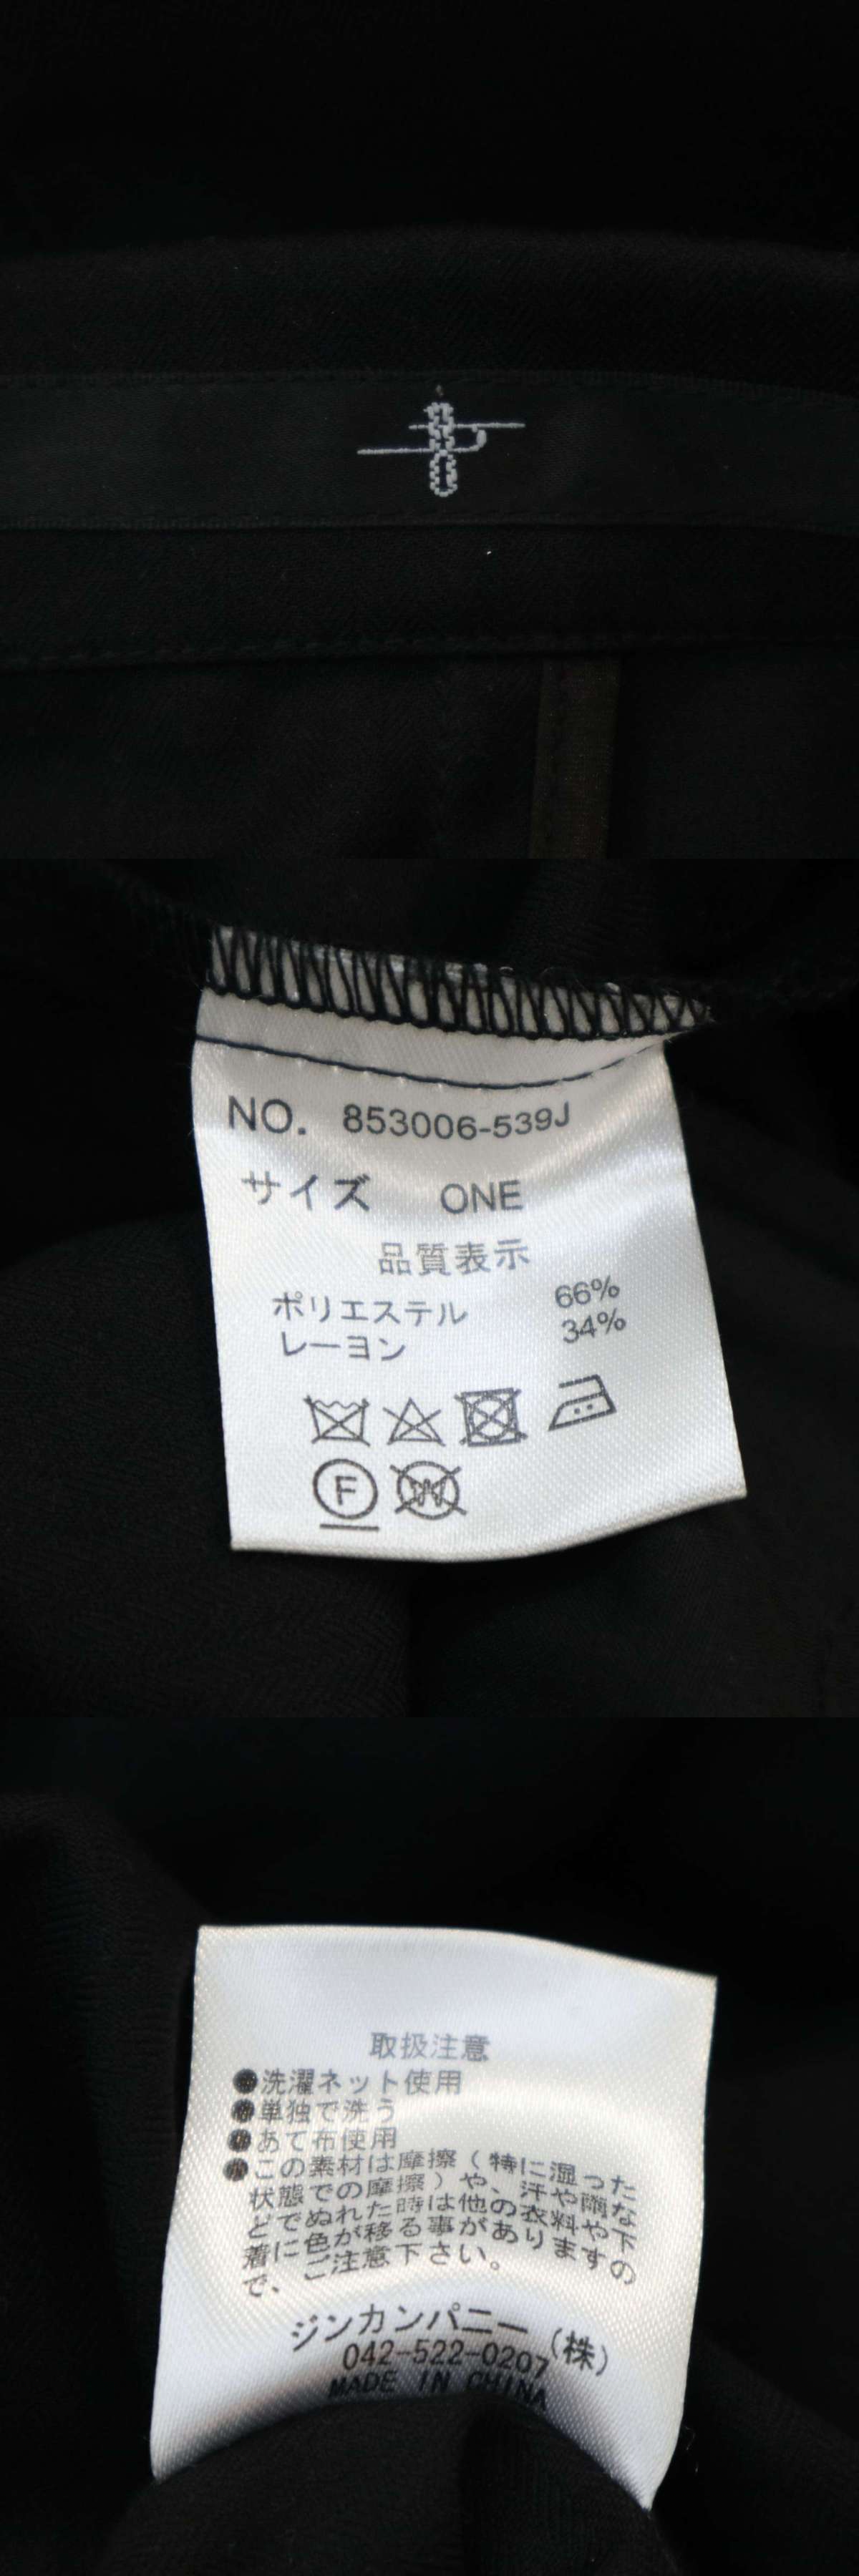 NO. 853006-539J
サイズ ONE
品質表示
ポリエステル 66%
レーヨン 34%
F
W
取扱注意
●洗濯ネット使用
●単独で洗う
●あて布使用
●この素材は摩擦(特に湿った
状態での摩擦)や、汗や雨な
どでぬれた時は他の衣料や下
着に色が移る事がありますの
で、ご注意下さい。
ジンカンパニー(株)
042-522-0207
MADE IN CHINA